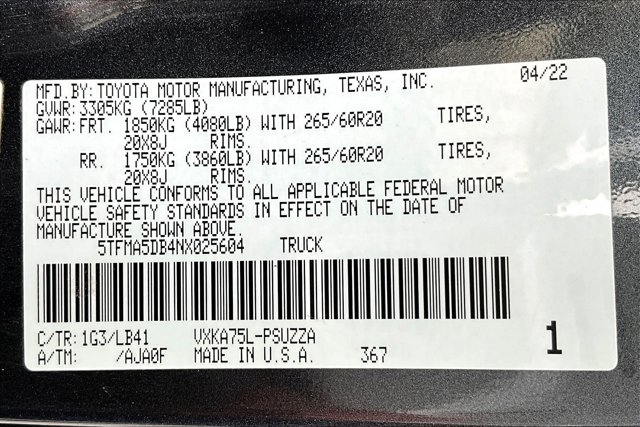 MFD.BY: TOYOTA MOTOR MANUFACTURING, TEXAS, INC. 04/22
GVWR: 3305KG (7285LB)
GAWR: FRT. 1850KG (4080LB) WITH 265/60R20 TIRES,
20X8J RIMS.
RR. 1750KG (3860LB) WITH 265/60R20 TIRES,
20X8J RIMS.
THIS VEHICLE CONFORMS TO ALL APPLICABLE FEDERAL MOTOR
VEHICLE SAFETY STANDARDS IN EFFECT ON THE DATE OF
MANUFACTURE SHOWN ABOVE.
5TFMA5DB4NX025604 TRUCK
C/TR: 1G3/LB41 VXKA75L-PSUZZA
A/TM: /AJA0F MADE IN U.S.A. 367 1